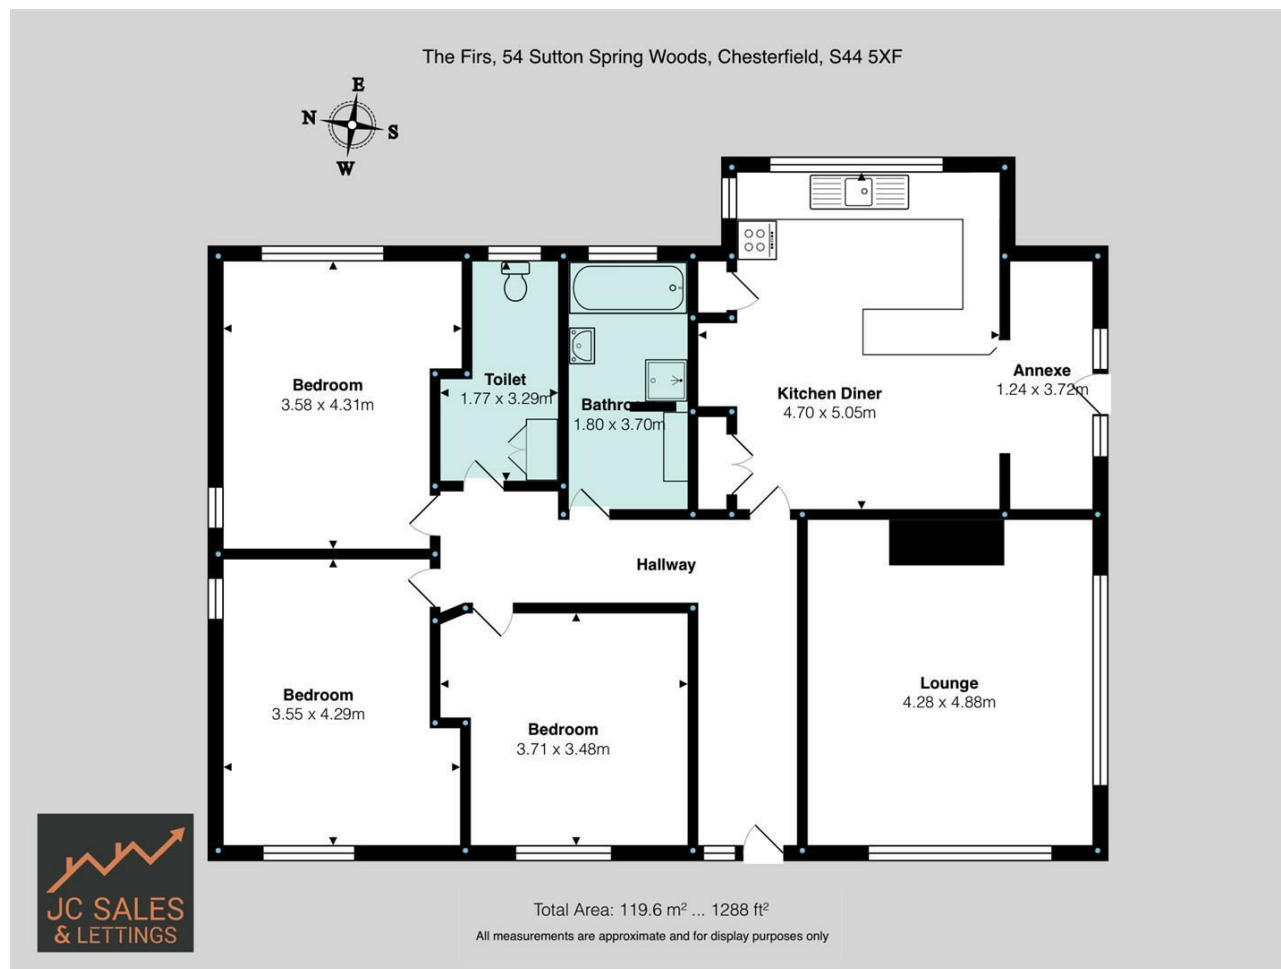 The Firs, 54 Sutton Spring Woods, Chesterfield, S44 5XF
E
N
S
W
Bedroom
3.58 x 4.31m
Toilet
1.77 x 3.29m
Bathroom
1.80 x 3.70m
Kitchen Diner
4.70 x 5.05m
Annexe
1.24 x 3.72m
Hallway
Bedroom
3.55 x 4.29m
Bedroom
3.71 x 3.48m
Lounge
4.28 x 4.88m
JC SALES
& LETTINGS
Total Area: 119.6 m² ... 1288 ft²
All measurements are approximate and for display purposes only